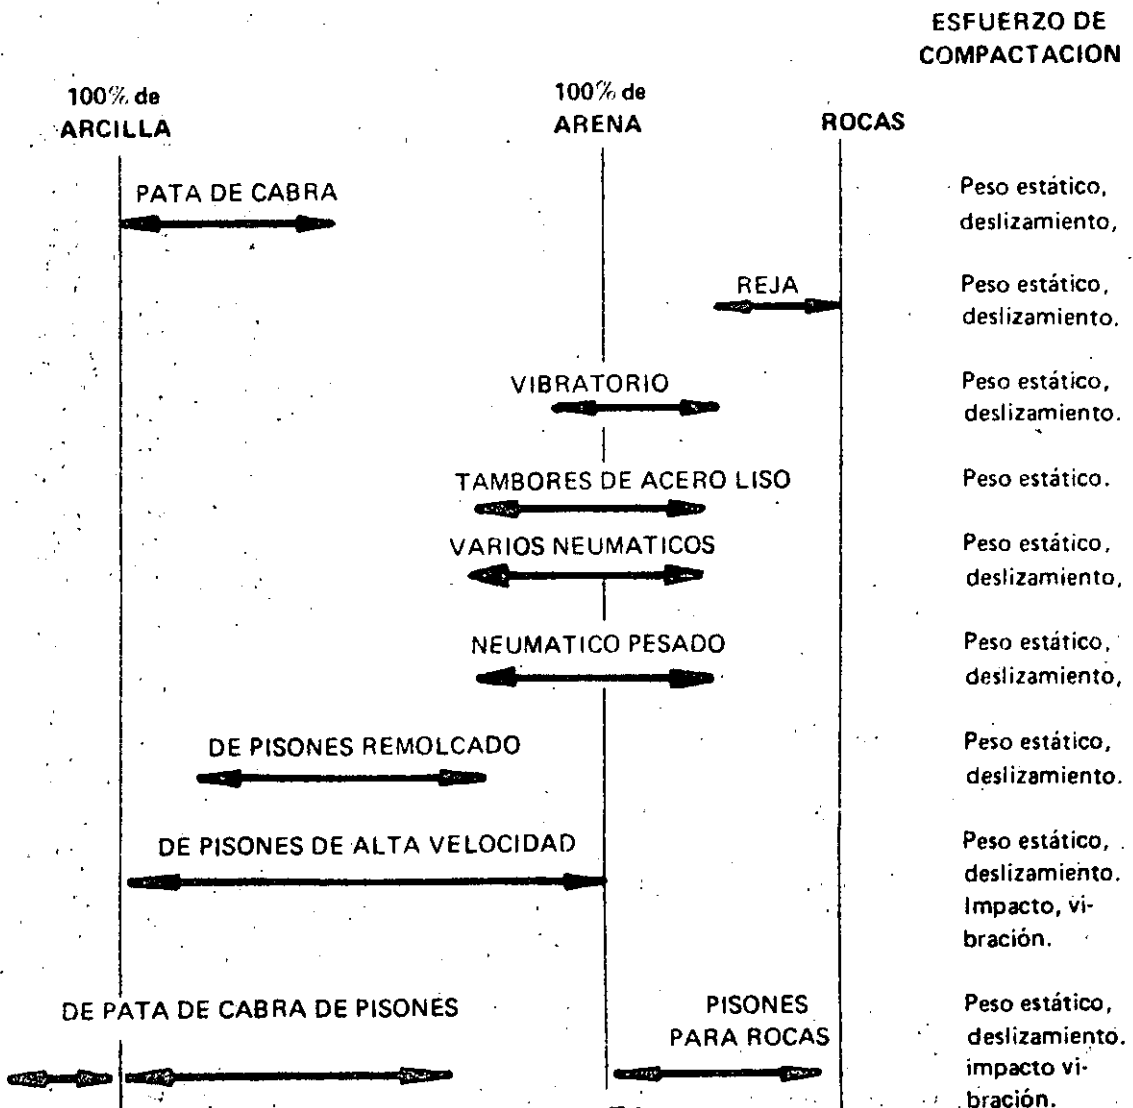 ESFUERZO DE
COMPACTACION
100% de
ARCILLA
100% de
ARENA
ROCAS
PATA DE CABRA
Peso estático,
deslizamiento,
REJA
Peso estático,
deslizamiento.
VIBRATORIO
Peso estático,
deslizamiento.
TAMBORES DE ACERO LISO
Peso estático.
VARIOS NEUMATICOS
Peso estático,
deslizamiento,
NEUMATICO PESADO
Peso estático,
deslizamiento,
DE PISONES REMOLCADO
Peso estático,
deslizamiento.
DE PISONES DE ALTA VELOCIDAD
Peso estático,
deslizamiento.
Impacto, vi-
bración.
DE PATA DE CABRA DE PISONES
PISONES
PARA ROCAS
Peso estático,
deslizamiento.
impacto vi-
bración.